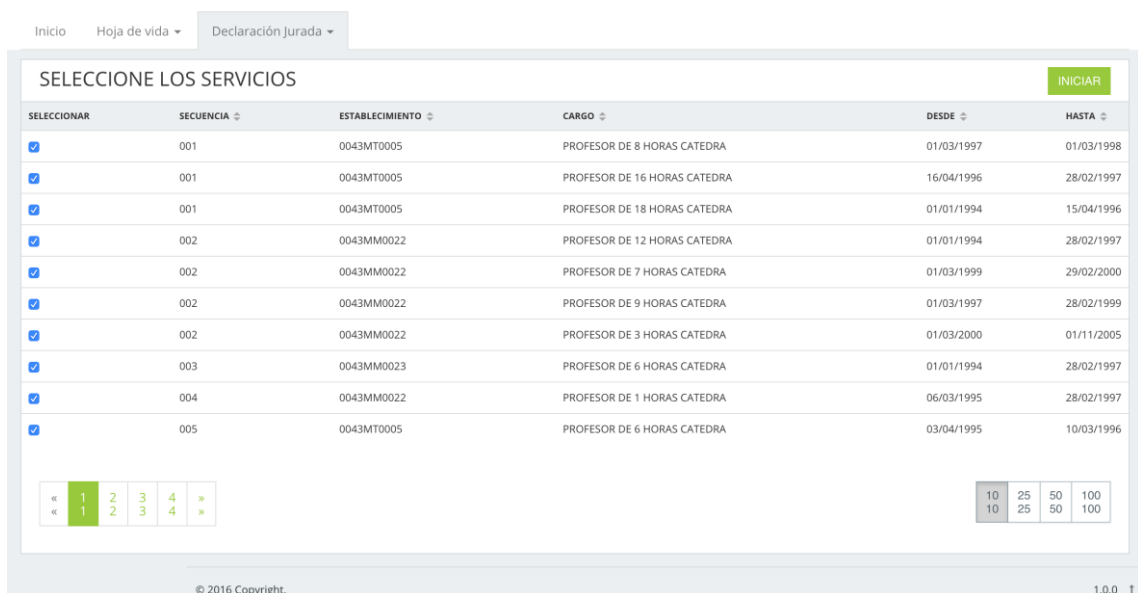 Inicio Hoja de vida Declaración Jurada
SELECCIONE LOS SERVICIOS INICIAR
SELECCIONAR SECUENCIA ESTABLECIMIENTO CARGO DESDE HASTA
001 0043MT0005 PROFESOR DE 8 HORAS CATEDRA 01/03/1997 01/03/1998
001 0043MT0005 PROFESOR DE 16 HORAS CATEDRA 16/04/1996 28/02/1997
001 0043MT0005 PROFESOR DE 18 HORAS CATEDRA 01/01/1994 15/04/1996
002 0043MM0022 PROFESOR DE 12 HORAS CATEDRA 01/01/1994 28/02/1997
002 0043MM0022 PROFESOR DE 7 HORAS CATEDRA 01/03/1999 29/02/2000
002 0043MM0022 PROFESOR DE 9 HORAS CATEDRA 01/03/1997 28/02/1999
002 0043MM0022 PROFESOR DE 3 HORAS CATEDRA 01/03/2000 01/11/2005
003 0043MM0023 PROFESOR DE 6 HORAS CATEDRA 01/01/1994 28/02/1997
004 0043MM0022 PROFESOR DE 1 HORAS CATEDRA 06/03/1995 28/02/1997
005 0043MT0005 PROFESOR DE 6 HORAS CATEDRA 03/04/1995 10/03/1996
« 1 2 3 4 » 10 25 50 100
« 1 2 3 4 » 10 25 50 100
© 2016 Copyright. 1.0.0